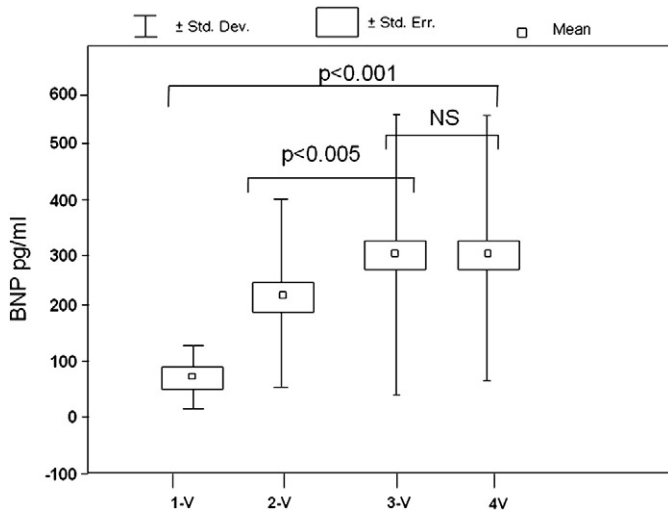 ± Std. Dev.
± Std. Err.
Mean
p<0.001
NS
p<0.005
BNP pg/ml
600
500
400
300
200
100
0
-100
1-V
2-V
3-V
4V